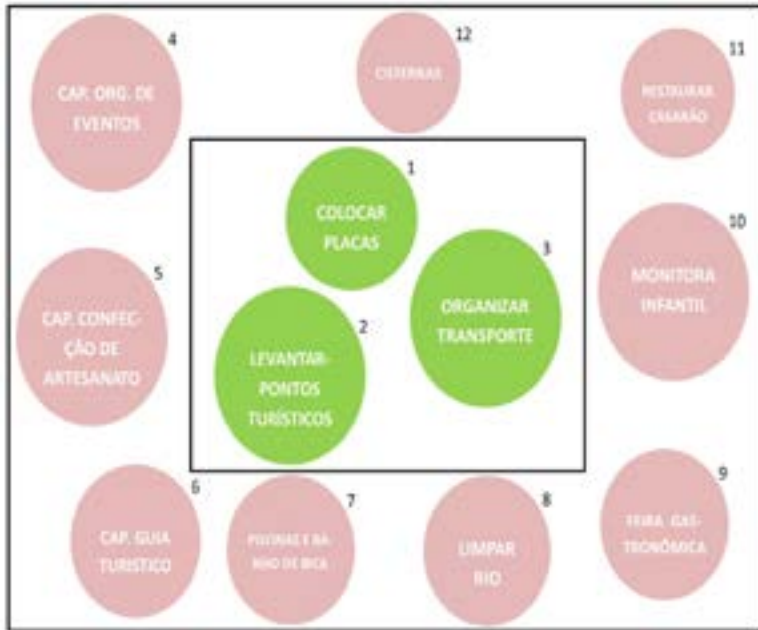 4
CAP. ORG. DE
EVENTOS
12
CISTERNAS
11
RESTAURAR
CASARÃO
1
COLOCAR
PLACAS
10
MONITORA
INFANTIL
3
ORGANIZAR
TRANSPORTE
5
CAP. CONFEC-
ÇÃO DE
ARTESANATO
2
LEVANTAR-
PONTOS
TURÍSTICOS
6
CAP. GUIA
TURISTICO
7
PISCINAS E BA-
NHO DE BICA
8
LIMPAR
RIO
9
FEIRA GAS-
TRONÔMICA